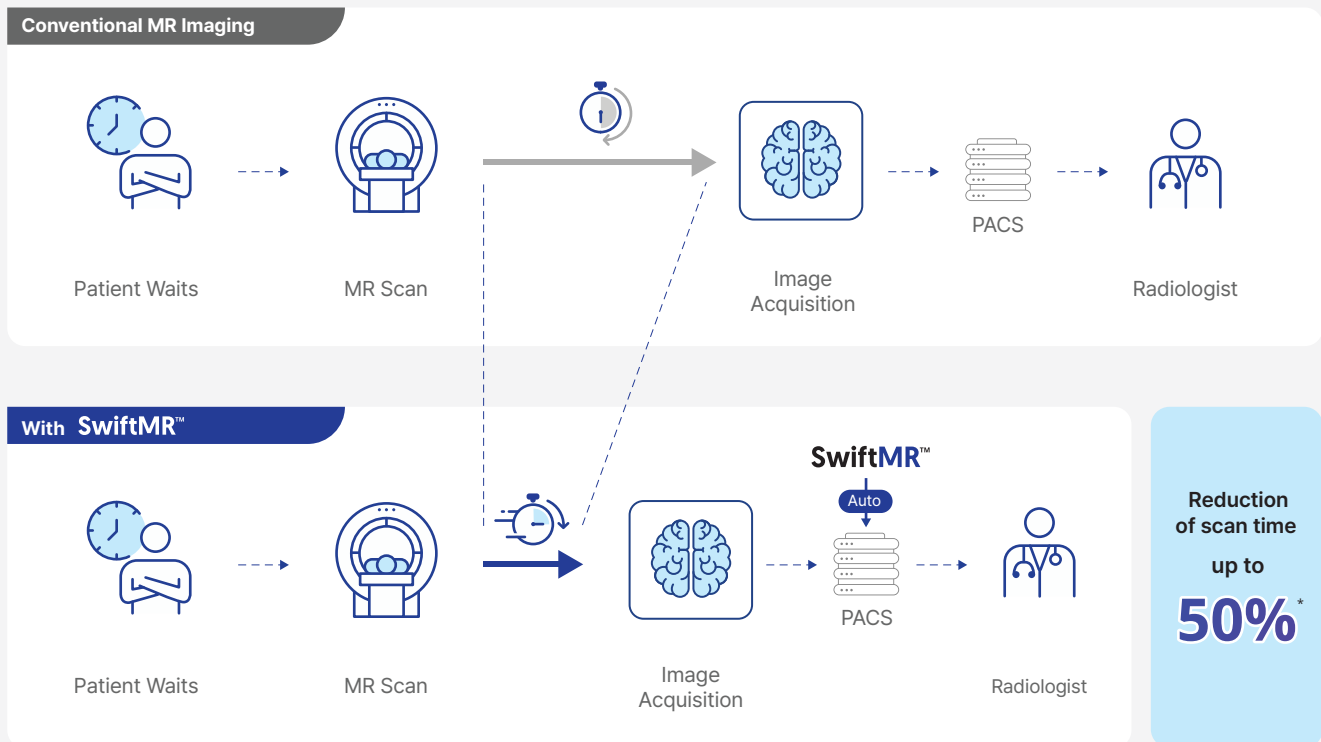 Conventional MR Imaging
PACS
Patient Waits
MR Scan
Image
Acquisition
Radiologist
With SwiftMR™
SwiftMR™
Auto
PACS
Patient Waits
MR Scan
Image
Acquisition
Radiologist
Reduction
of scan time
up to
50%*